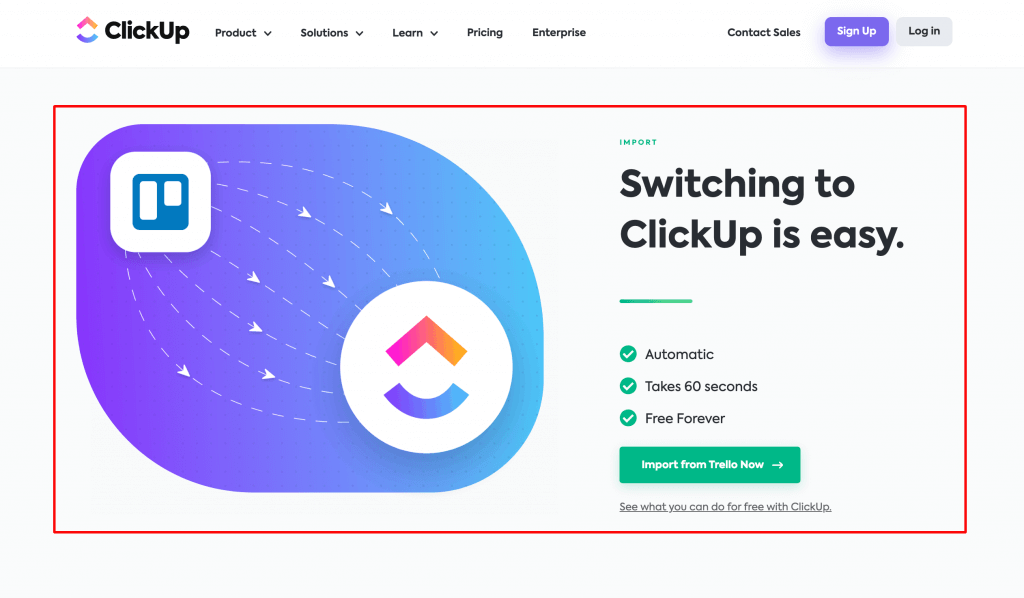 ClickUp
Product
Solutions
Learn
Pricing
Enterprise
Contact Sales
Sign Up
Log in
IMPORT
Switching to
ClickUp is easy.
Automatic
Takes 60 seconds
Free Forever
Import from Trello Now →
See what you can do for free with ClickUp.